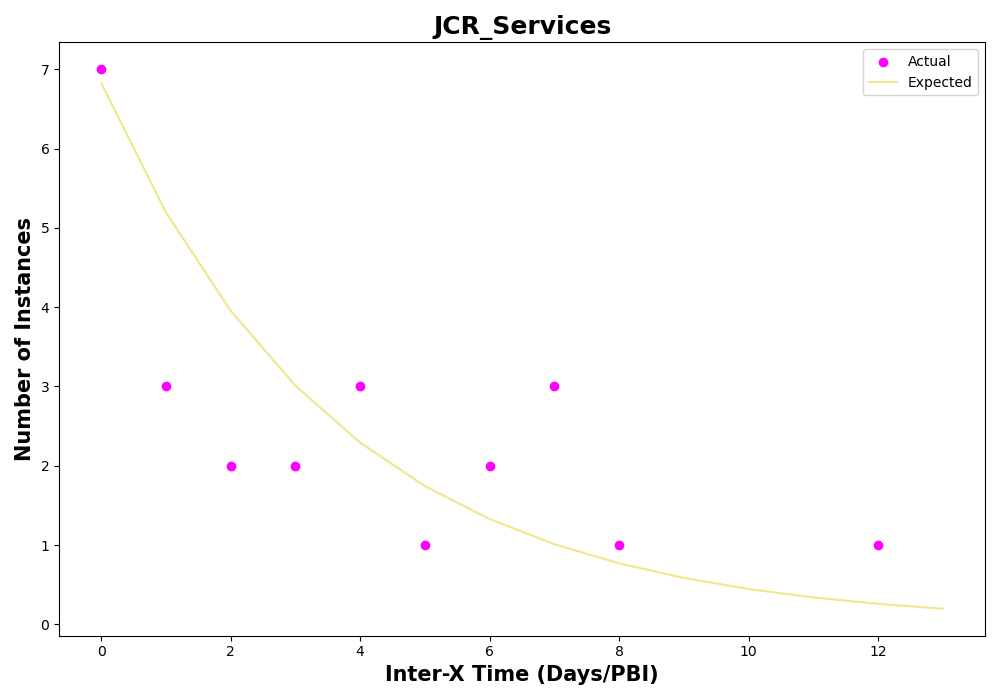 JCR_Services
Actual
Expected
Number of Instances
7
6
5
4
3
2
1
0
0 2 4 6 8 10 12
Inter-X Time (Days/PBI)